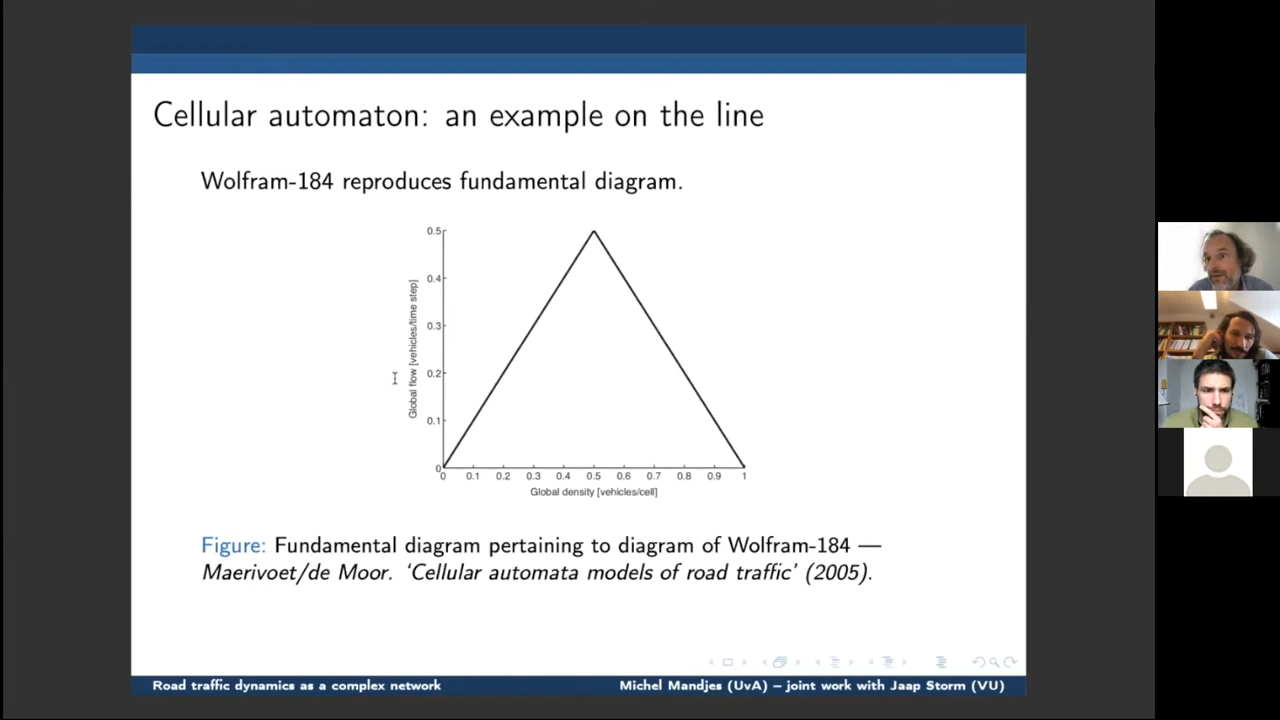 Cellular automaton: an example on the line
Wolfram-184 reproduces fundamental diagram.
Global flow [vehicles/time step]
0.5
0.4
0.3
0.2
0.1
0
0 0.1 0.2 0.3 0.4 0.5 0.6 0.7 0.8 0.9 1
Global density [vehicles/cell]
Figure: Fundamental diagram pertaining to diagram of Wolfram-184 —
Maerivoet/de Moor. ‘Cellular automata models of road traffic’ (2005).
Road traffic dynamics as a complex network
Michel Mandjes (UvA) – joint work with Jaap Storm (VU)